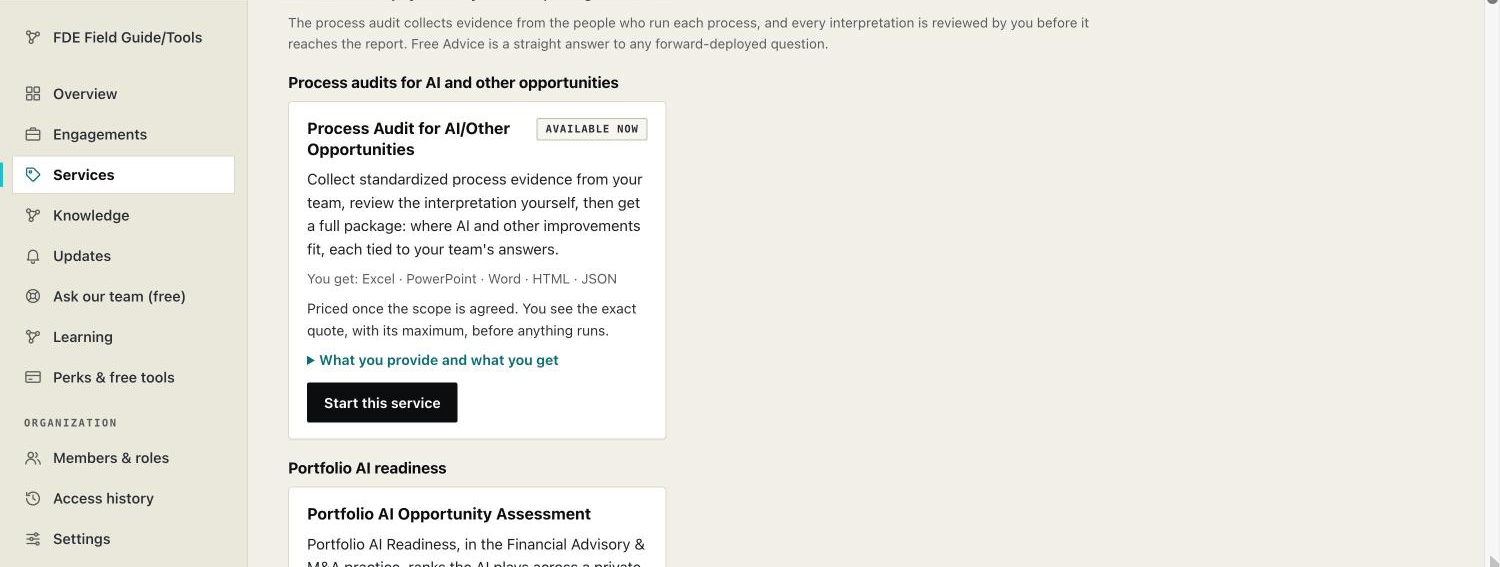 FDE Field Guide/Tools
Overview
Engagements
Services
Knowledge
Updates
Ask our team (free)
Learning
Perks & free tools
ORGANIZATION
Members & roles
Access history
Settings
The process audit collects evidence from the people who run each process, and every interpretation is reviewed by you before it
reaches the report. Free Advice is a straight answer to any forward-deployed question.
Process audits for AI and other opportunities
Process Audit for AI/Other
Opportunities
AVAILABLE NOW
Collect standardized process evidence from your
team, review the interpretation yourself, then get
a full package: where AI and other improvements
fit, each tied to your team's answers.
You get: Excel · PowerPoint · Word · HTML · JSON
Priced once the scope is agreed. You see the exact
quote, with its maximum, before anything runs.
What you provide and what you get
Start this service
Portfolio AI readiness
Portfolio AI Opportunity Assessment
Portfolio AI Readiness, in the Financial Advisory &
M&A practice, ranks the AI plays across a private